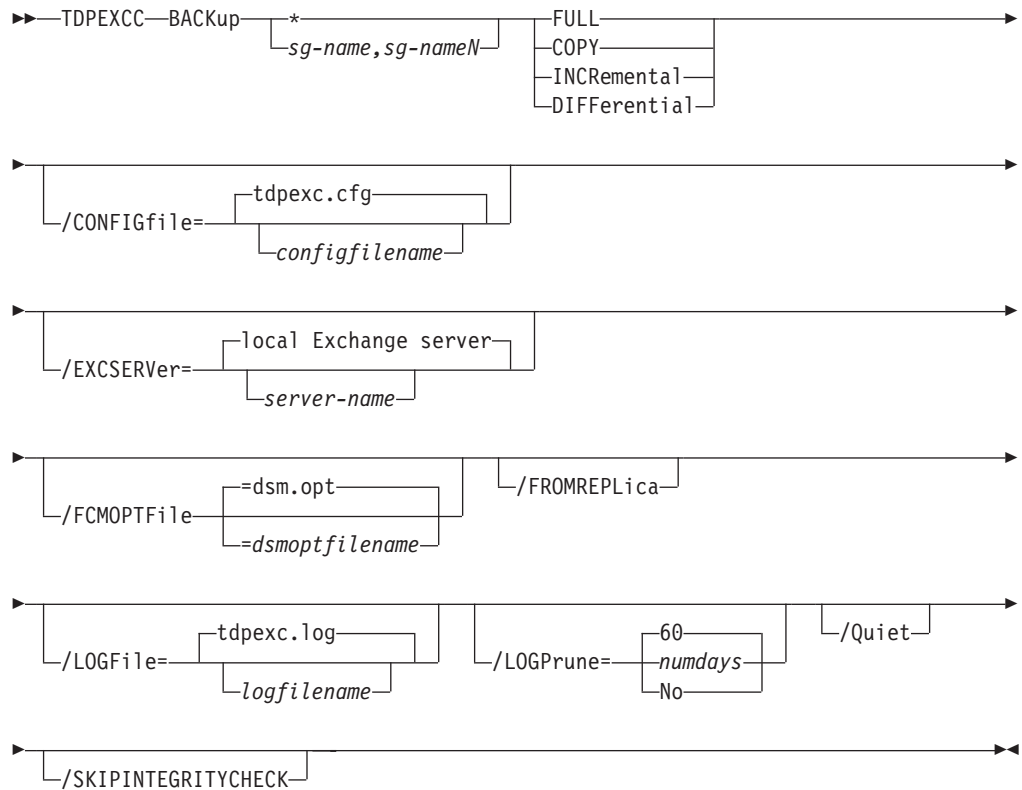 TDPEXCC BACKup * FULL
sg-name,sg-nameN COPY
INCRemental
DIFFerential
tdpexc.cfg
/CONFIGfile=
configfilename
local Exchange server
/EXCSERVer=
server-name
=dsm.opt /FROMREPLica
/FCMOPTFile
=dsmoptfilename
tdpexc.log 60 /Quiet
/LOGFile= /LOGPrune= numdays
logfilename No
/SKIPINTEGRITYCHECK